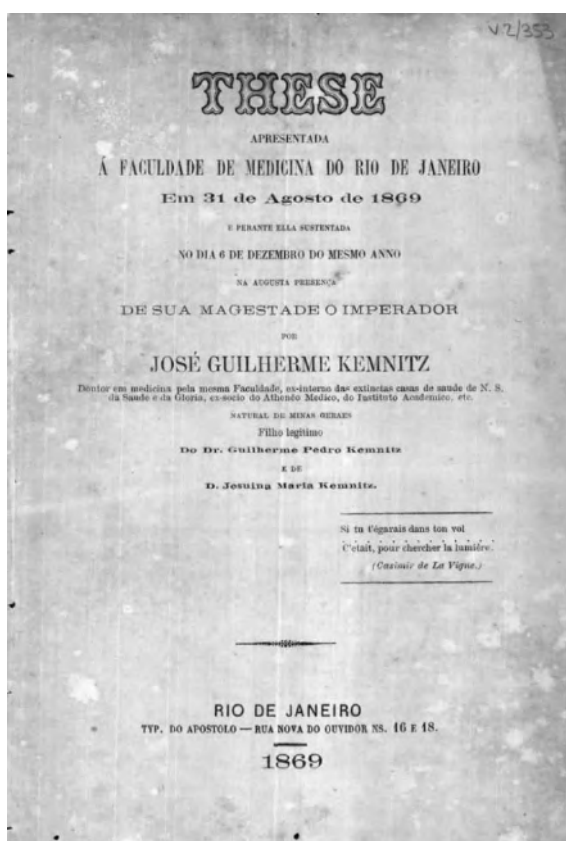 V2/353
THESE
APRESENTADA
Á FACULDADE DE MEDICINA DO RIO DE JANEIRO
Em 31 de Agosto de 1869
E PERANTE ELLA SUSTENTADA
NO DIA 6 DE DEZEMBRO DO MESMO ANNO
NA AUGUSTA PRESENÇA
DE SUA MAGESTADE O IMPERADOR
POR
JOSÉ GUILHERME KEMNITZ
Doutor em medicina pela mesma Faculdade, ex-interno das extinctas casas de saude de N. S.
da Saude e da Gloria, ex-socio do Atheneo Medico, do Instituto Academico, etc.
NATURAL DE MINAS GERAES
Filho legitimo
Do Dr. Guilherme Pedro Kemnitz
E DE
D. Jesuina Maria Kemnitz.
Si tu t'égarais dans ton vol
C'etait, pour chercher la lumière.
(Casimir de La Vigne.)
RIO DE JANEIRO
TYP. DO APOSTOLO — RUA NOVA DO OUVIDOR NS. 16 E 18.
1869